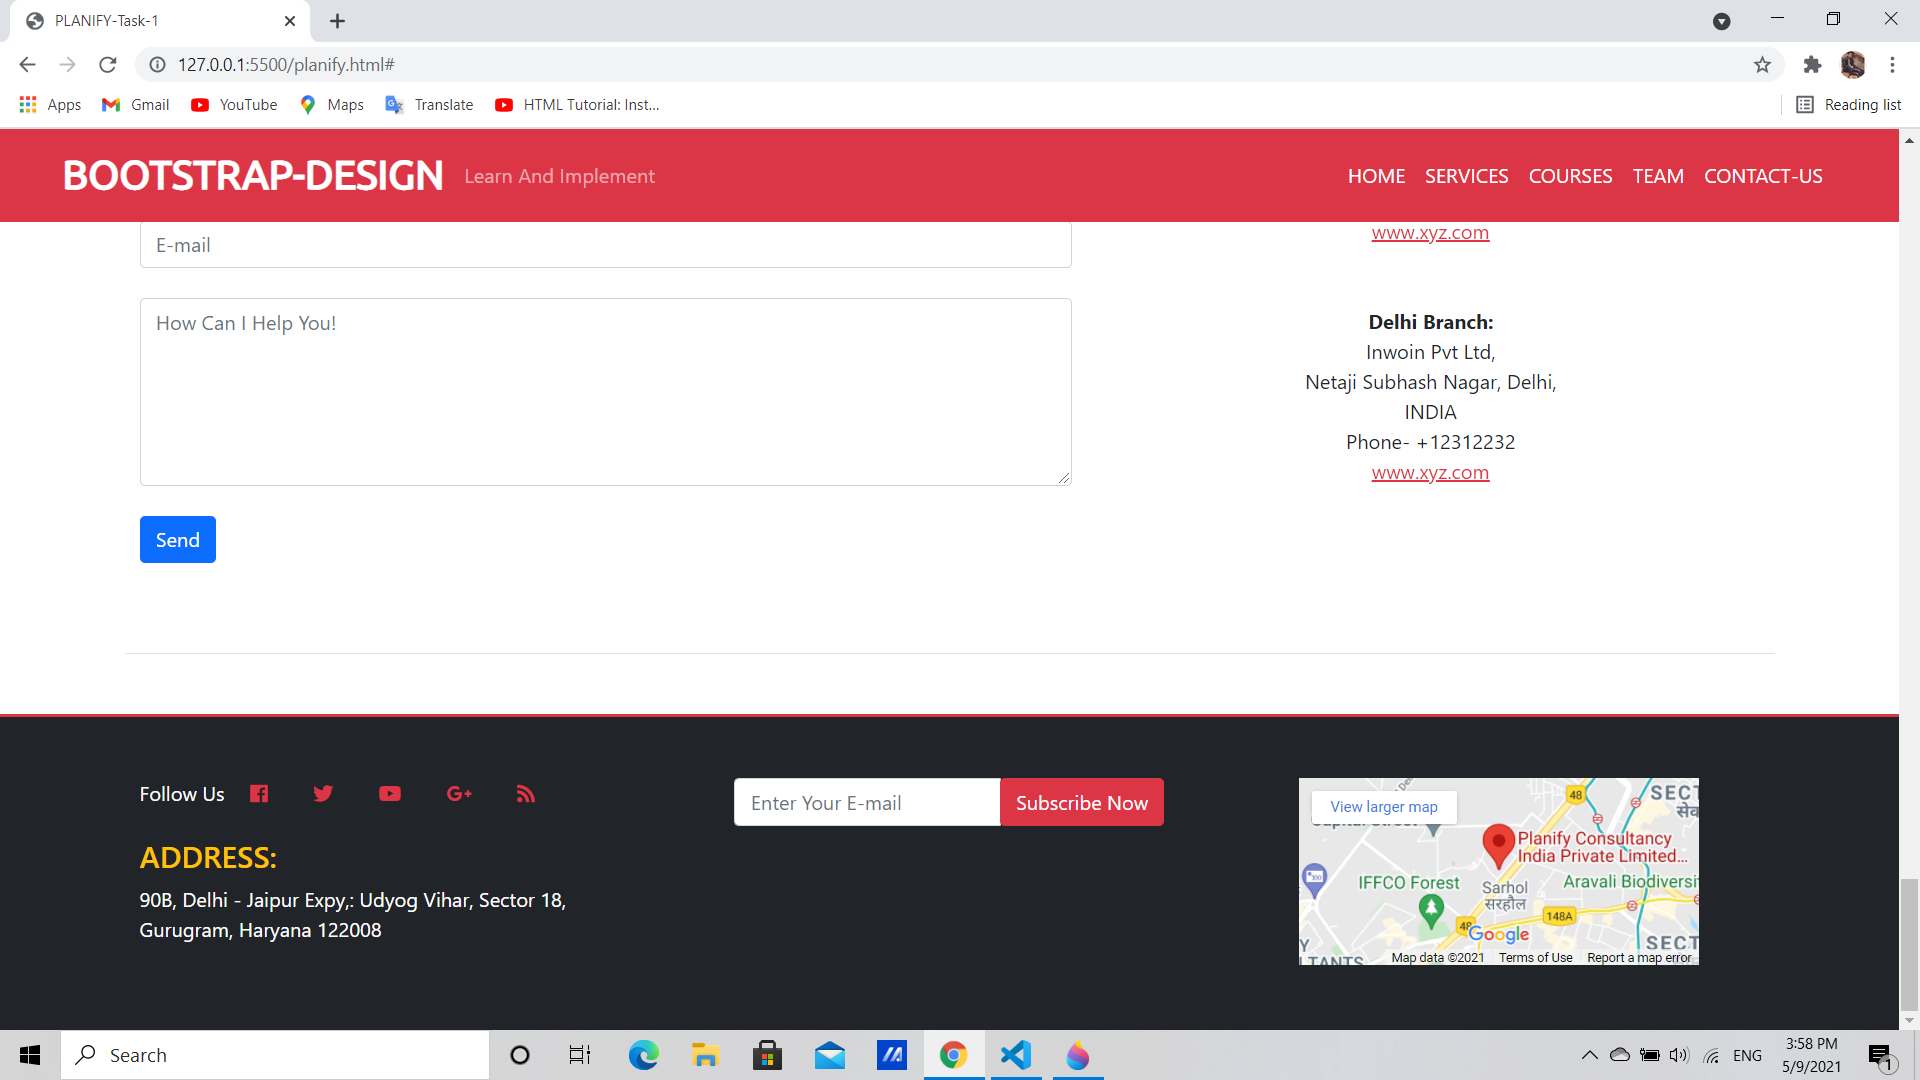 PLANIFY-Task-1
127.0.0.1:5500/planify.html#
Apps
Gmail
YouTube
Maps
Translate
HTML Tutorial: Inst...
Reading list
BOOTSTRAP-DESIGN
Learn And Implement
HOME SERVICES COURSES TEAM CONTACT-US
E-mail
www.xyz.com
How Can I Help You!
Delhi Branch:
Inwoin Pvt Ltd,
Netaji Subhash Nagar, Delhi,
INDIA
Phone- +12312232
www.xyz.com
Send
Follow Us
Enter Your E-mail
Subscribe Now
ADDRESS:
90B, Delhi - Jaipur Expy,: Udyog Vihar, Sector 18,
Gurugram, Haryana 122008
View larger map
48
SECT
Planify Consultancy
India Private Limited...
IFFCO Forest
Sarhol
सरहौल
Aravali Biodiversit
148A
48
Google
SECT
Map data ©2021
Terms of Use
Report a map error
Search
ENG
3:58 PM
5/9/2021
1